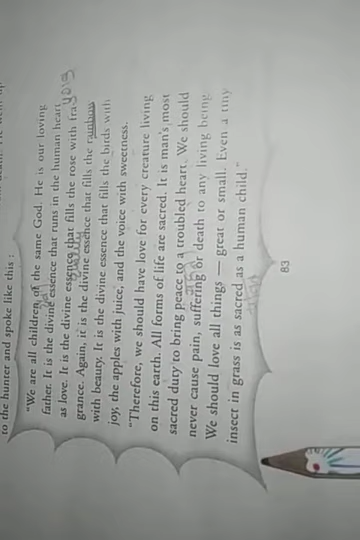 to the hunter and spoke like this :
"We are all children of the same God. He is our loving
father. It is the divine essence that runs in the human heart
as love. It is the divine essence that fills the rose with fra-
grance. Again, it is the divine essence that fills the rainbow
with beauty. It is the divine essence that fills the birds with
joy, the apples with juice, and the voice with sweetness.
"Therefore, we should have love for every creature living
on this earth. All forms of life are sacred. It is man's most
sacred duty to bring peace to a troubled heart. We should
never cause pain, suffering or death to any living being
We should love all things — great or small. Even a tiny
insect in grass is as sacred as a human child."
83